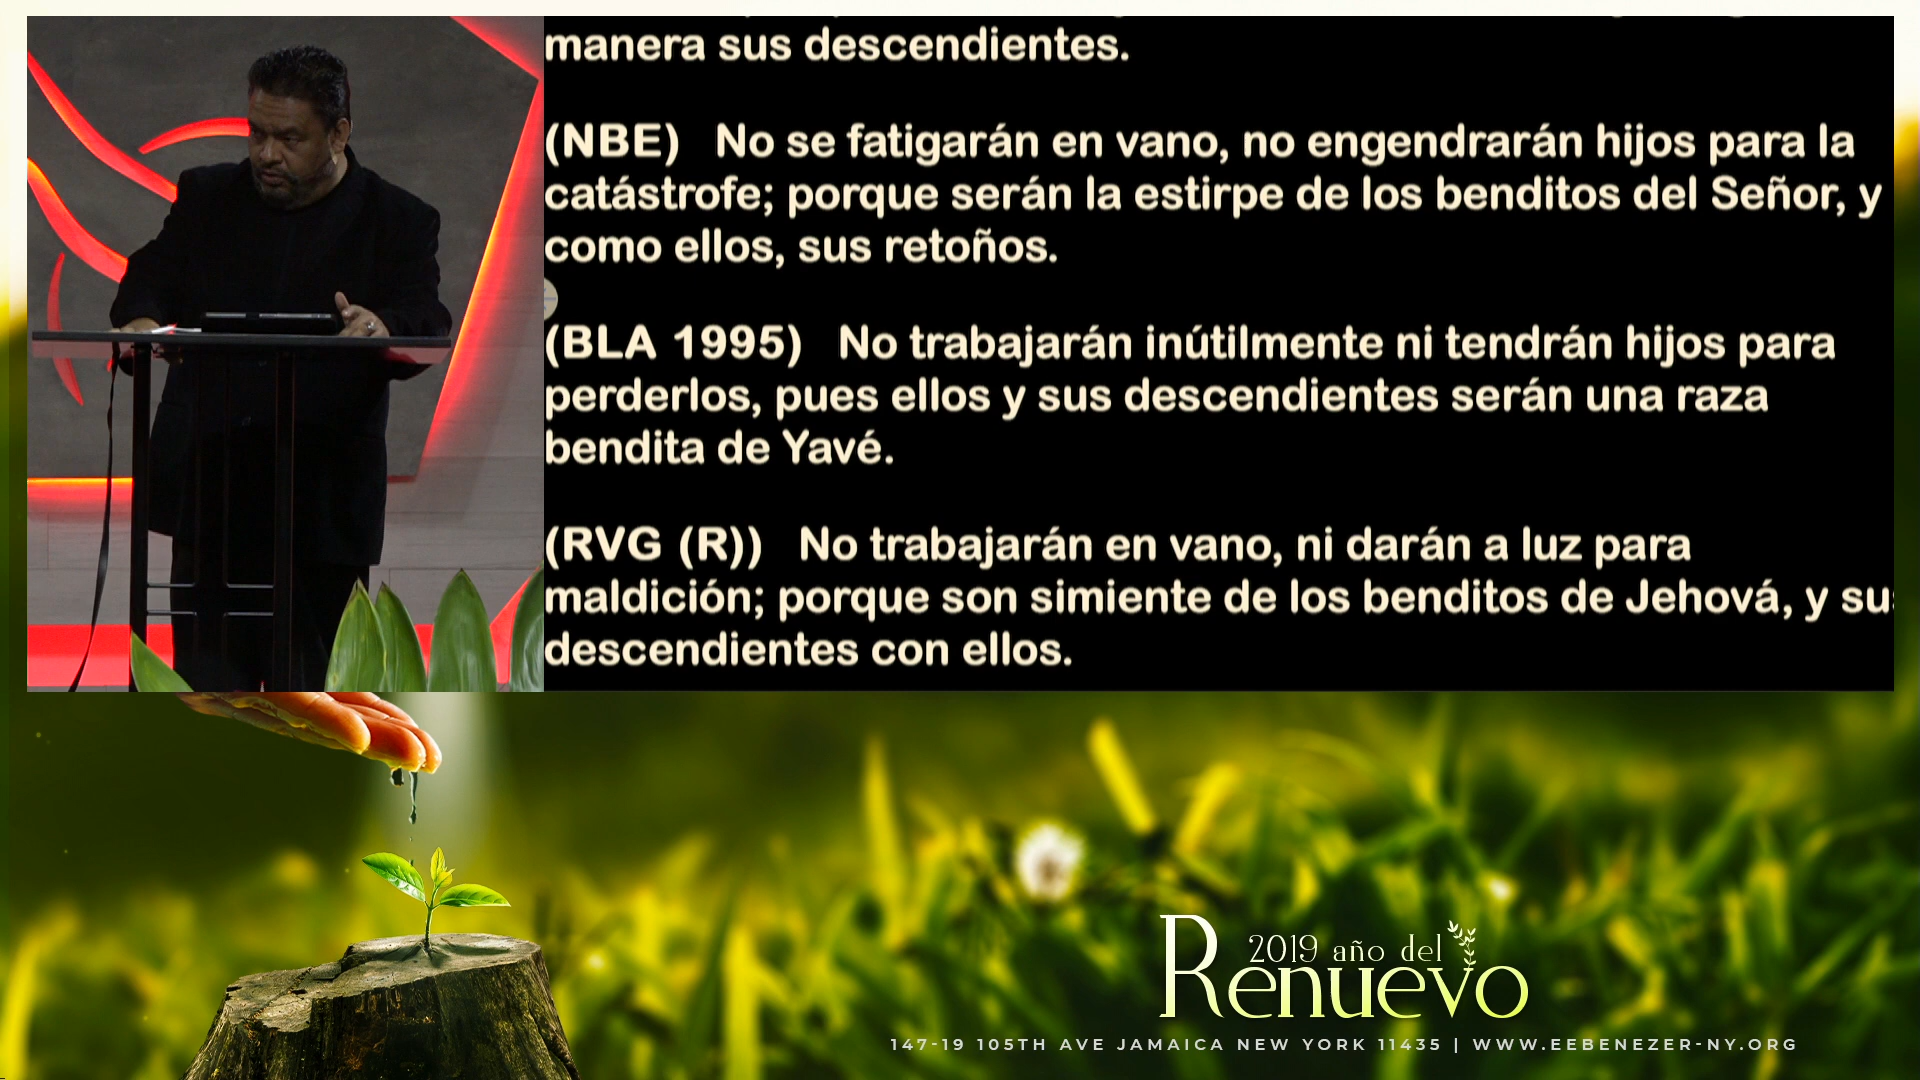 manera sus descendientes.
(NBE) No se fatigarán en vano, no engendrarán hijos para la
catástrofe; porque serán la estirpe de los benditos del Señor, y
como ellos, sus retoños.
(BLA 1995) No trabajarán inútilmente ni tendrán hijos para
perderlos, pues ellos y sus descendientes serán una raza
bendita de Yavé.
(RVG (R)) No trabajarán en vano, ni darán a luz para
maldición; porque son simiente de los benditos de Jehová, y sus
descendientes con ellos.
2019 año del
Renuevo
147-19 105TH AVE JAMAICA NEW YORK 11435 | WWW.EEBENEZER-NY.ORG